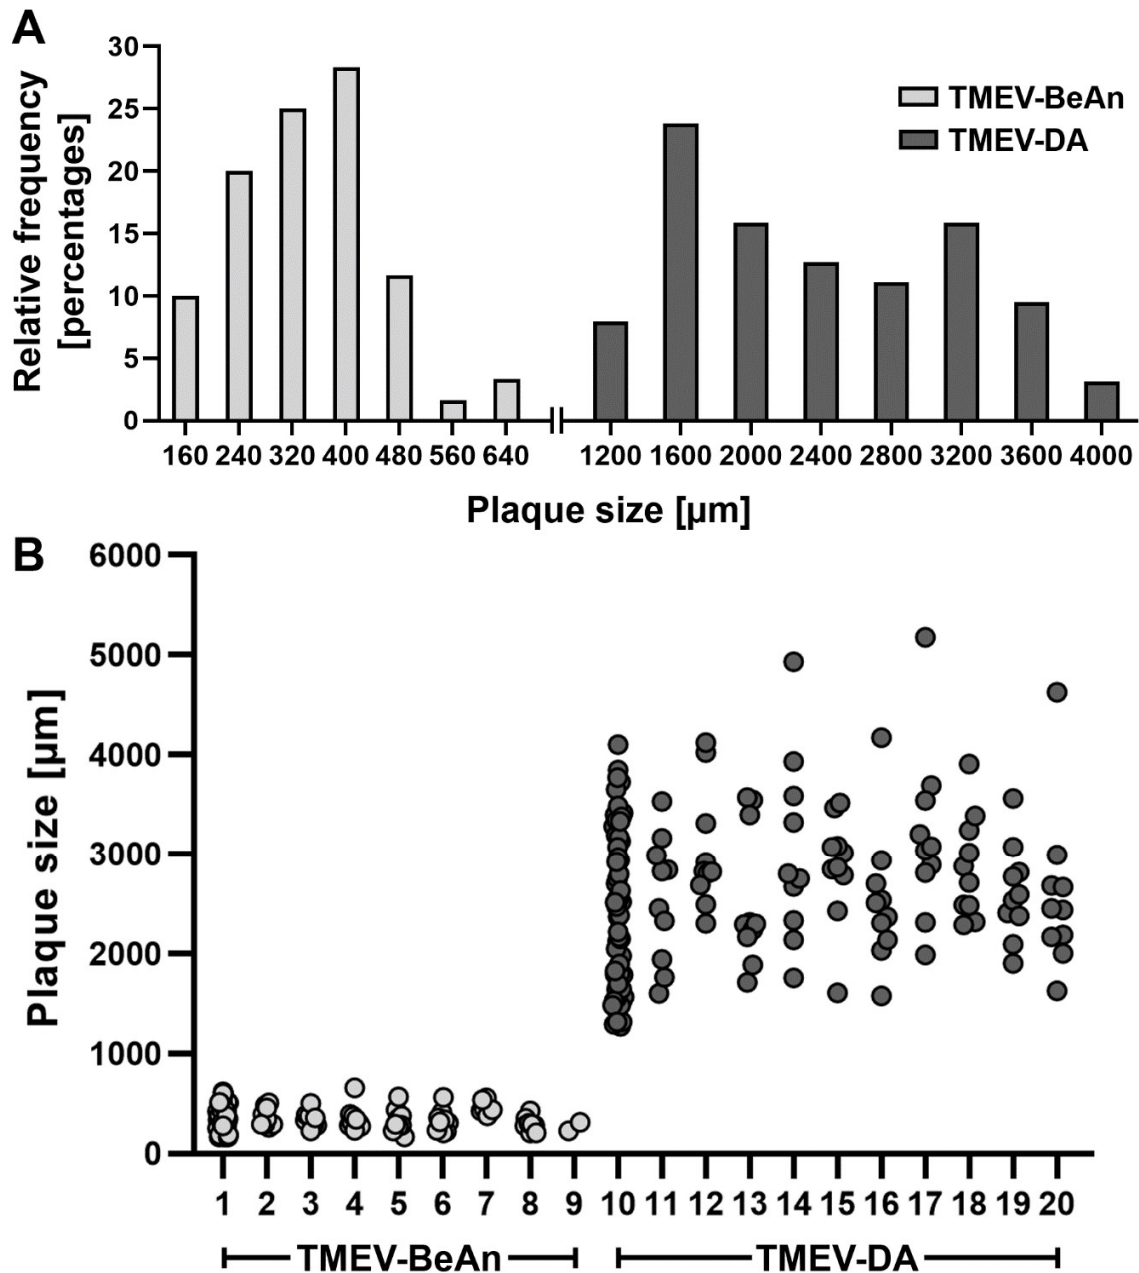 A
Relative frequency
[percentages]
30
25
20
15
10
5
0
TMEV-BeAn
TMEV-DA
160 240 320 400 480 560 640 1200 1600 2000 2400 2800 3200 3600 4000
Plaque size [µm]
B
Plaque size [µm]
6000
5000
4000
3000
2000
1000
0
1 2 3 4 5 6 7 8 9 10 11 12 13 14 15 16 17 18 19 20
TMEV-BeAn TMEV-DA